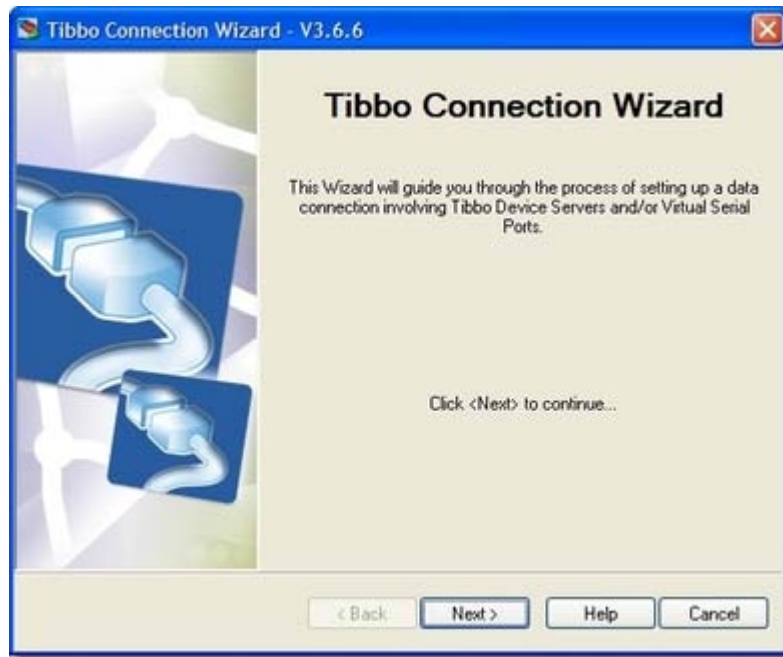 Tibbo Connection Wizard - V3.6.6
Tibbo Connection Wizard
This Wizard will guide you through the process of setting up a data
connection involving Tibbo Device Servers and/or Virtual Serial
Ports.
Click <Next> to continue...
< Back Next > Help Cancel